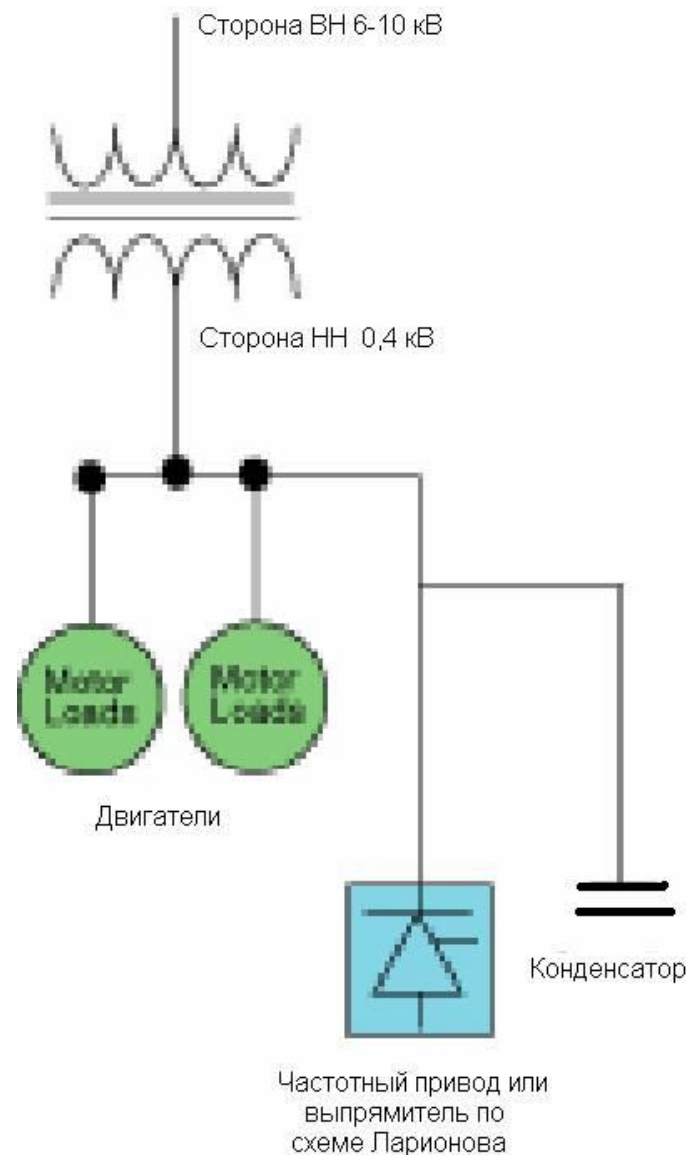 Сторона ВН 6-10 кВ
Сторона НН 0,4 кВ
Motor
Loads
Motor
Loads
Двигатели
Конденсатор
Частотный привод или
выпрямитель по
схеме Ларионова